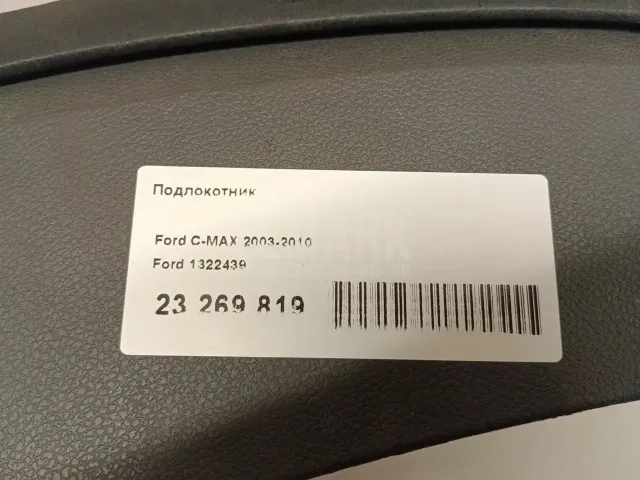 Подлокотник
Ford C-MAX 2003-2010
Ford 1322439
23 269 819